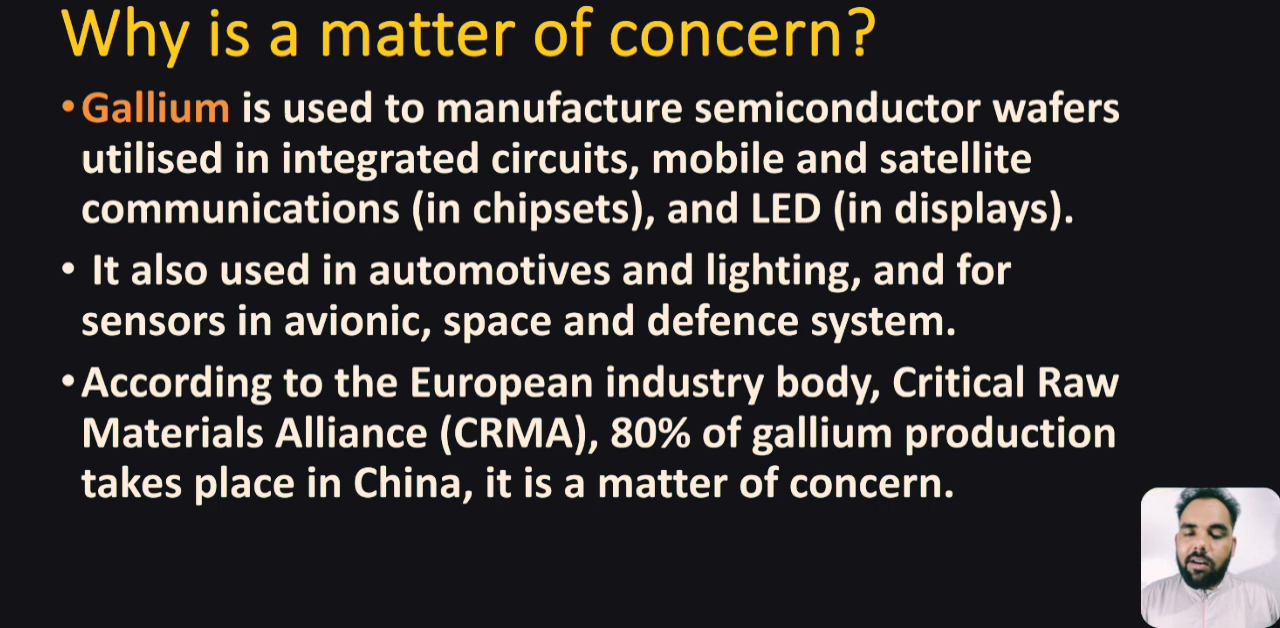 Why is a matter of concern?
•Gallium is used to manufacture semiconductor wafers
utilised in integrated circuits, mobile and satellite
communications (in chipsets), and LED (in displays).
• It also used in automotives and lighting, and for
sensors in avionic, space and defence system.
•According to the European industry body, Critical Raw
Materials Alliance (CRMA), 80% of gallium production
takes place in China, it is a matter of concern.